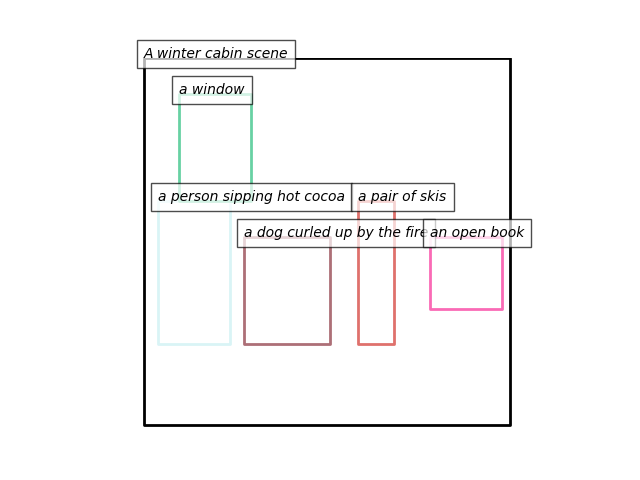 A winter cabin scene
a window
a person sipping hot cocoa
a pair of skis
a dog curled up by the fire
an open book